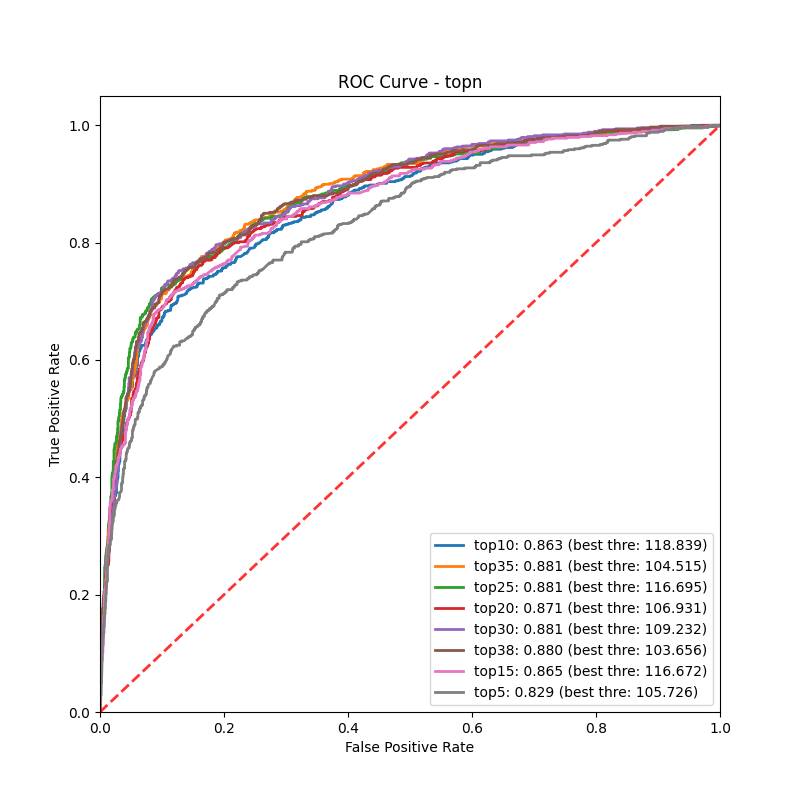 ROC Curve - topn
True Positive Rate
1.0
0.8
0.6
0.4
0.2
0.0
top10: 0.863 (best thre: 118.839)
top35: 0.881 (best thre: 104.515)
top25: 0.881 (best thre: 116.695)
top20: 0.871 (best thre: 106.931)
top30: 0.881 (best thre: 109.232)
top38: 0.880 (best thre: 103.656)
top15: 0.865 (best thre: 116.672)
top5: 0.829 (best thre: 105.726)
0.0 0.2 0.4 0.6 0.8 1.0
False Positive Rate